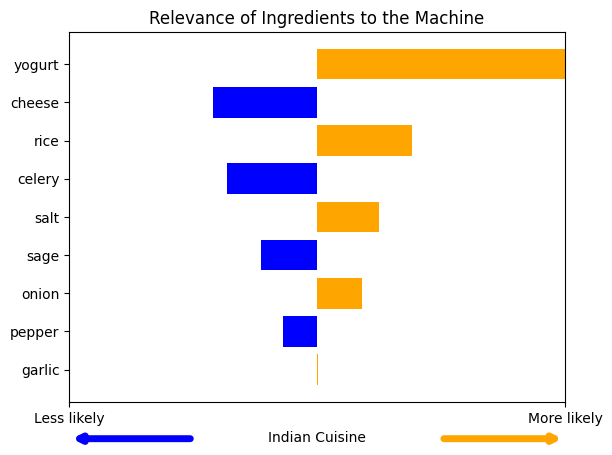 Relevance of Ingredients to the Machine
yogurt
cheese
rice
celery
salt
sage
onion
pepper
garlic
Less likely
More likely
Indian Cuisine